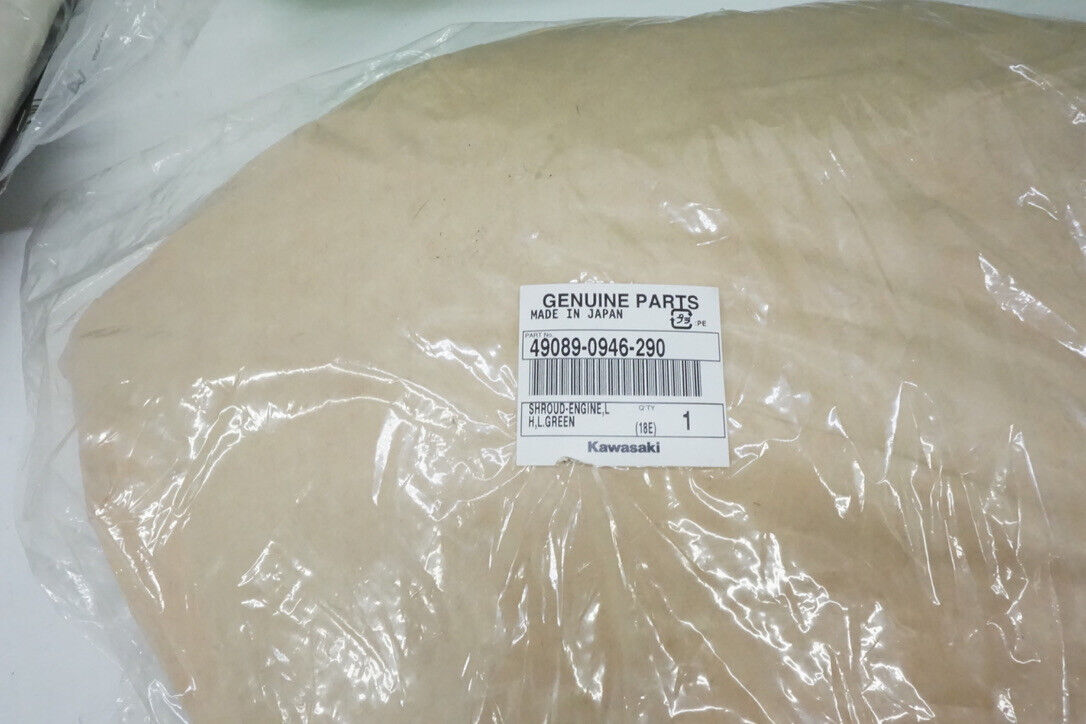 GENUINE PARTS
MADE IN JAPAN
:PE
PART No.
49089-0946-290
SHROUD-ENGINE,L
H,L.GREEN
Q'TY
(18E)
1
Kawasaki